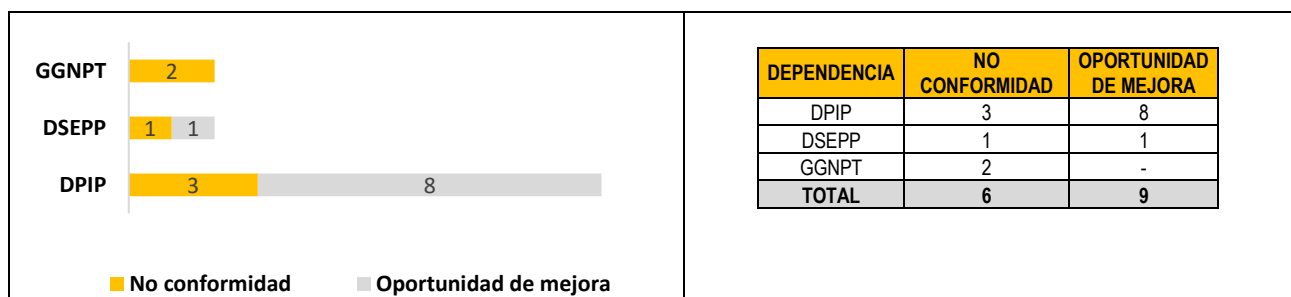 GGNPT 2
DSEPP 1 1
DPIP 3 8
No conformidad Oportunidad de mejora
DEPENDENCIA NO CONFORMIDAD OPORTUNIDAD DE MEJORA
DPIP 3 8
DSEPP 1 1
GGNPT 2 -
TOTAL 6 9